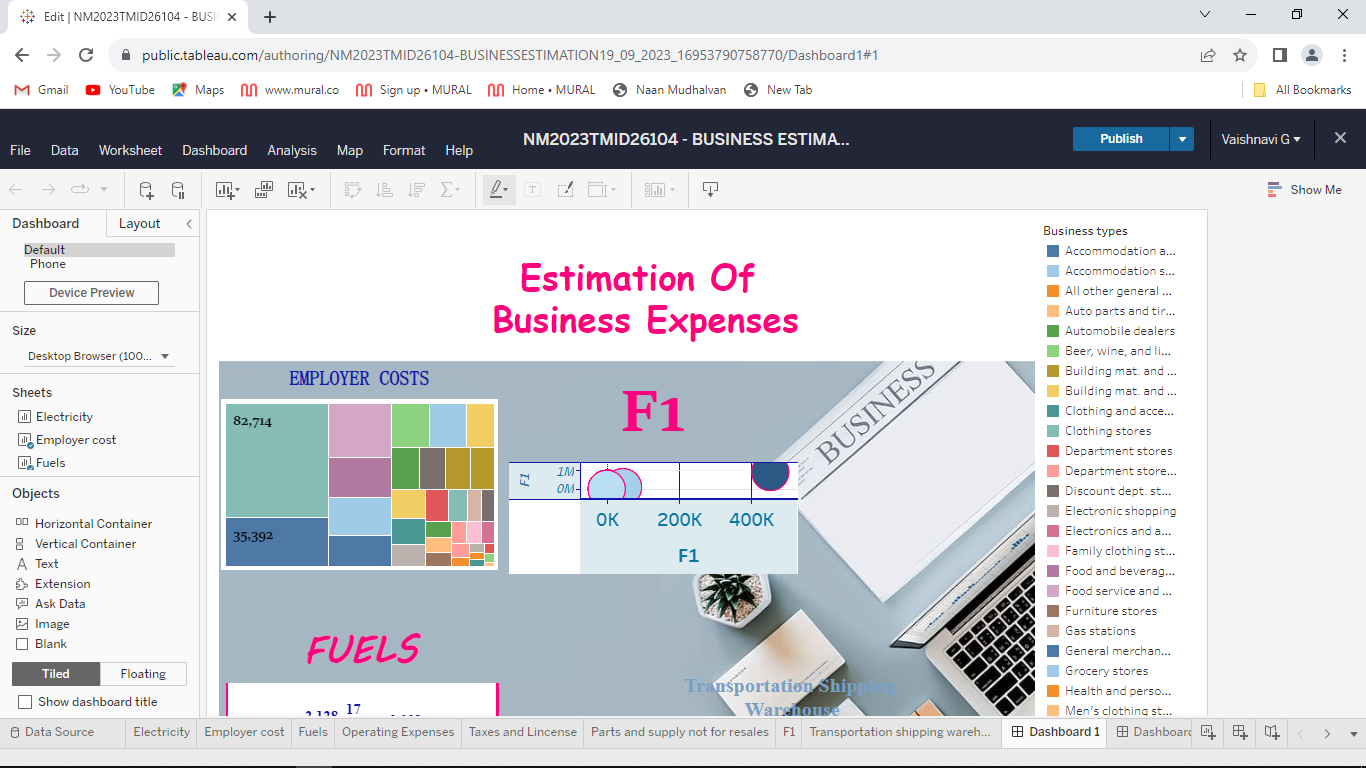 Edit | NM2023TMID26104 - BUSI
public.tableau.com/authoring/NM2023TMID26104-BUSINESSESTIMATION19_09_2023_16953790758770/Dashboard1#1
Gmail YouTube Maps www.mural.co Sign up • MURAL Home • MURAL Naan Mudhalvan New Tab All Bookmarks
NM2023TMID26104 - BUSINESS ESTIMA... Publish Vaishnavi G
File Data Worksheet Dashboard Analysis Map Format Help
Show Me
Dashboard Layout
Default
Phone
Device Preview
Size
Desktop Browser (100...
Sheets
Electricity
Employer cost
Fuels
Objects
Horizontal Container
Vertical Container
Text
Extension
Ask Data
Image
Blank
Tiled Floating
Show dashboard title
Estimation Of
Business Expenses
EMPLOYER COSTS
82,714
35,392
F1
F1
1M
0M
0K 200K 400K
F1
BUSINESS
FUELS
2,128 17
Transportation Shipping
Warehouse
Business types
Accommodation a...
Accommodation s...
All other general ...
Auto parts and tir...
Automobile dealers
Beer, wine, and li...
Building mat. and ...
Building mat. and ...
Clothing and acce...
Clothing stores
Department stores
Department store...
Discount dept. st...
Electronic shopping
Electronics and a...
Family clothing st...
Food and beverag...
Food service and ...
Furniture stores
Gas stations
General merchan...
Grocery stores
Health and perso...
Men's clothing st...
Data Source Electricity Employer cost Fuels Operating Expenses Taxes and Lincense Parts and supply not for resales F1 Transportation shipping wareh... Dashboard 1 Dashboard